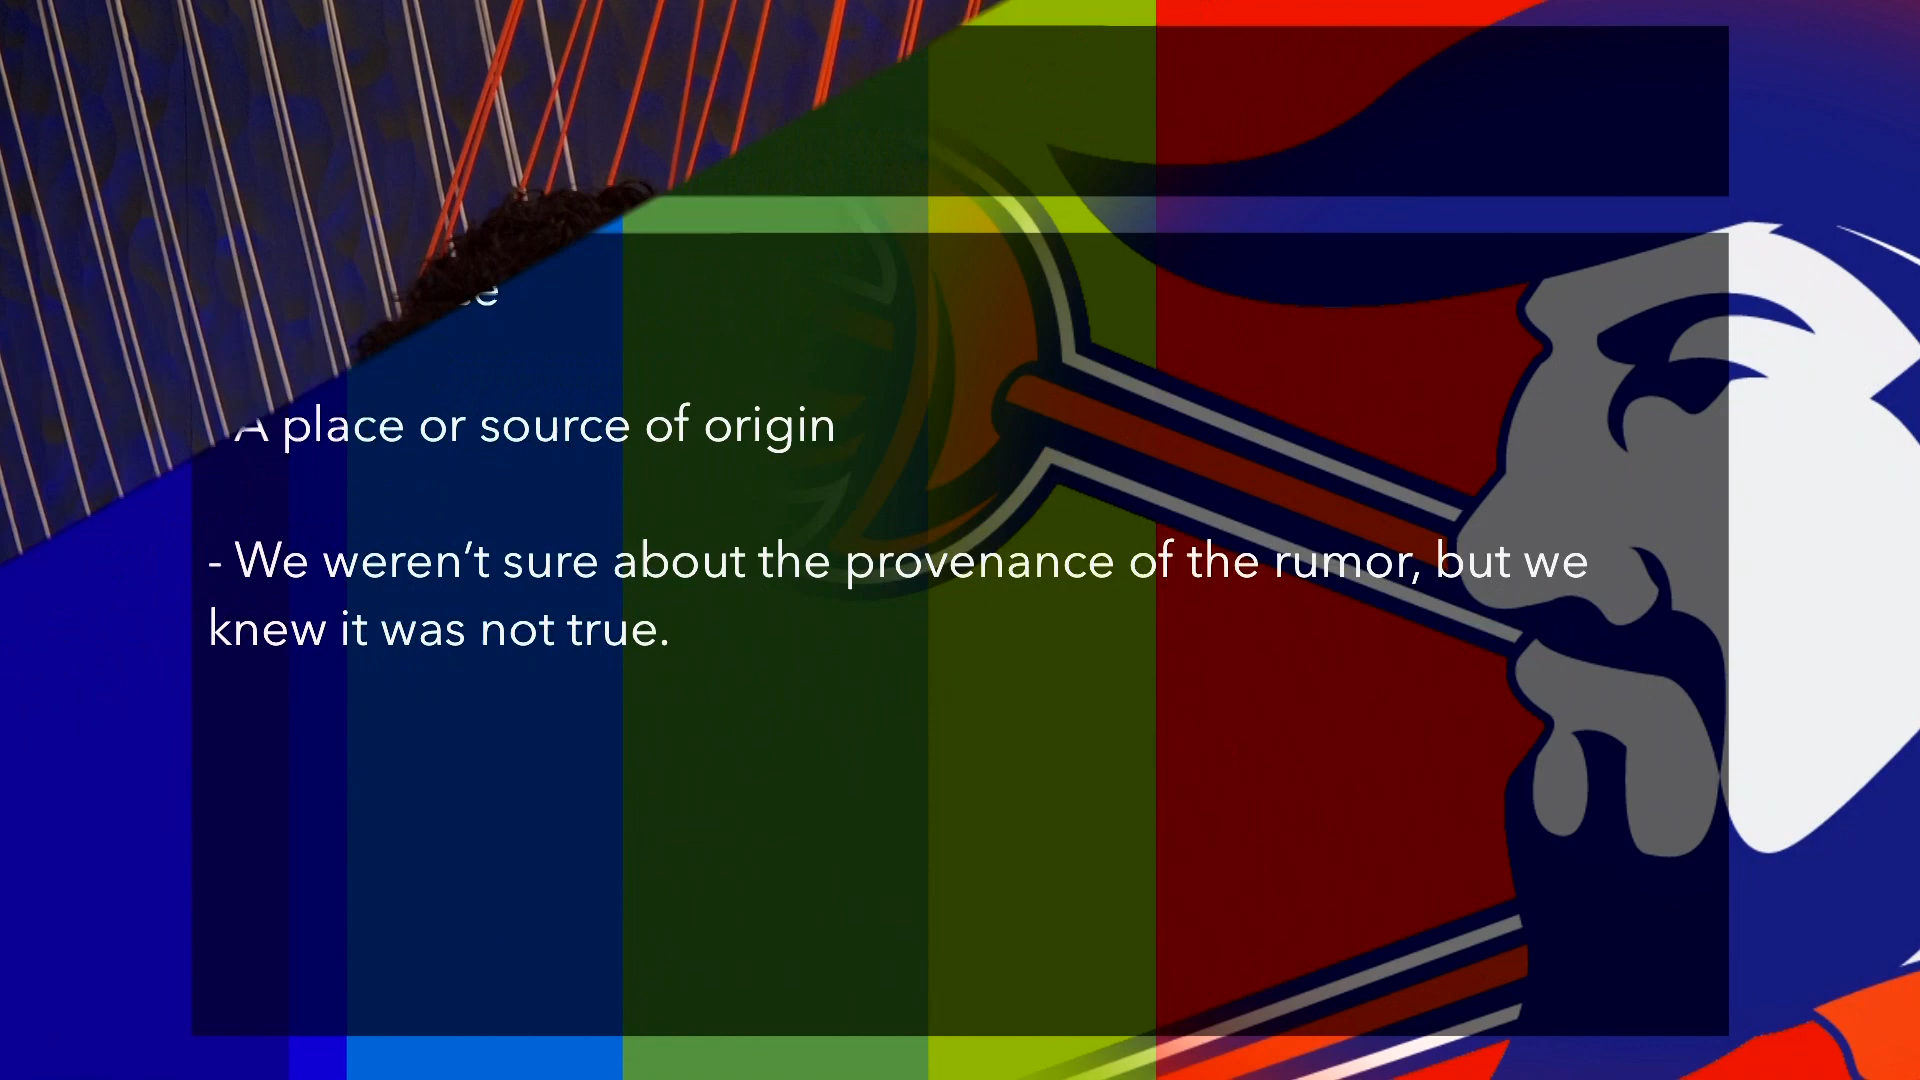 A place or source of origin
- We weren’t sure about the provenance of the rumor, but we
knew it was not true.